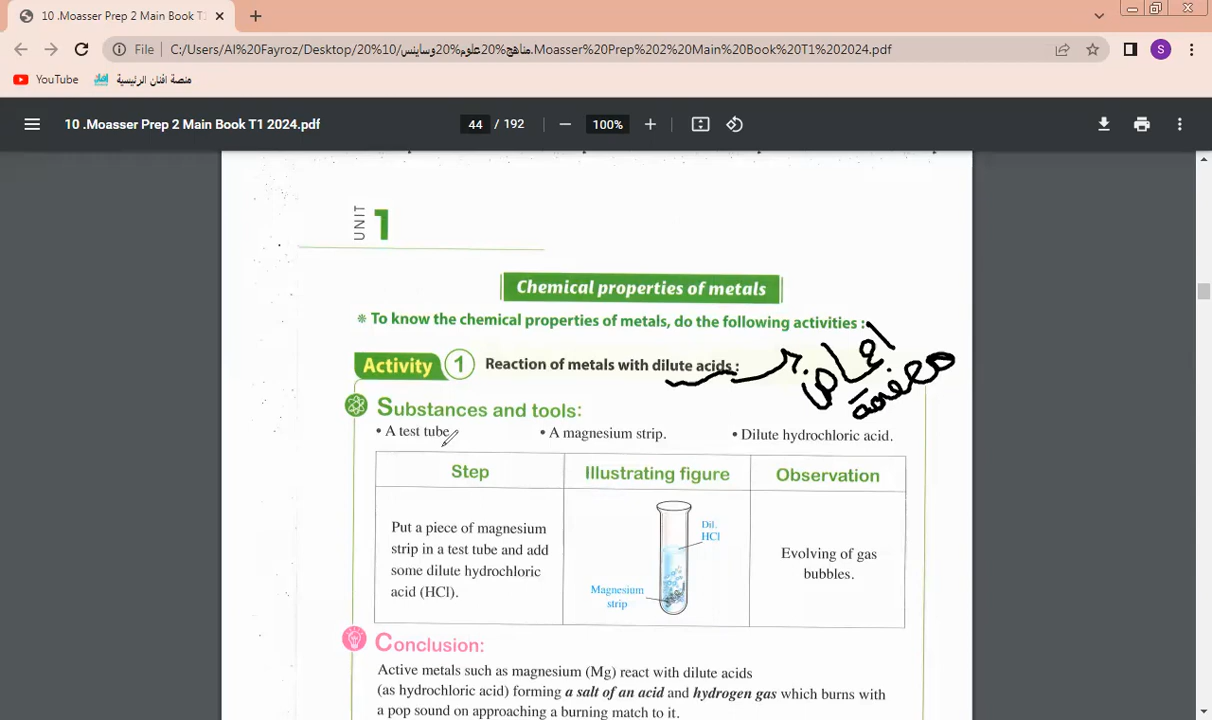 10 .Moasser Prep 2 Main Book T1
File
C:/Users/Al%20Fayroz/Desktop/20%10/مناهج%20علوم%20وساينس.Moasser%20Prep%202%20Main%20Book%20T1%202024.pdf
S
YouTube
منصة افنان الرئيسية
10 .Moasser Prep 2 Main Book T1 2024.pdf
44 / 192
100%
UNIT 1
Chemical properties of metals
* To know the chemical properties of metals, do the following activities :
Activity 1 Reaction of metals with dilute acids :
احماض
مخففة
Substances and tools:
• A test tube
• A magnesium strip.
• Dilute hydrochloric acid.
Step
Illustrating figure
Observation
Put a piece of magnesium
strip in a test tube and add
some dilute hydrochloric
acid (HCl).
Dil.
HCl
Magnesium
strip
Evolving of gas
bubbles.
Conclusion:
Active metals such as magnesium (Mg) react with dilute acids
(as hydrochloric acid) forming a salt of an acid and hydrogen gas which burns with
a pop sound on approaching a burning match to it.